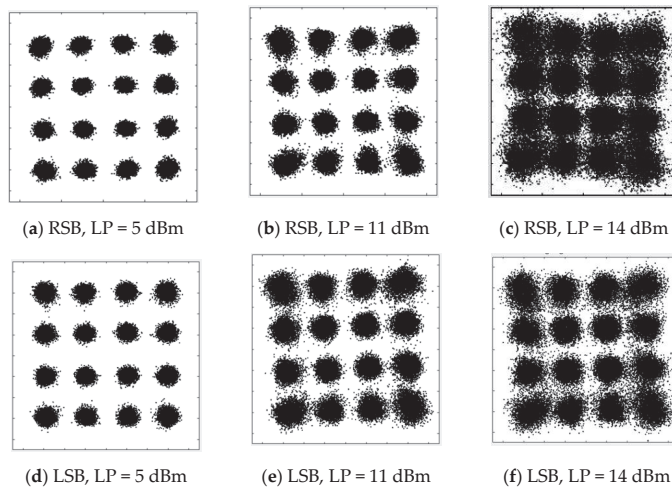 (a) RSB, LP = 5 dBm
(b) RSB, LP = 11 dBm
(c) RSB, LP = 14 dBm
(d) LSB, LP = 5 dBm
(e) LSB, LP = 11 dBm
(f) LSB, LP = 14 dBm